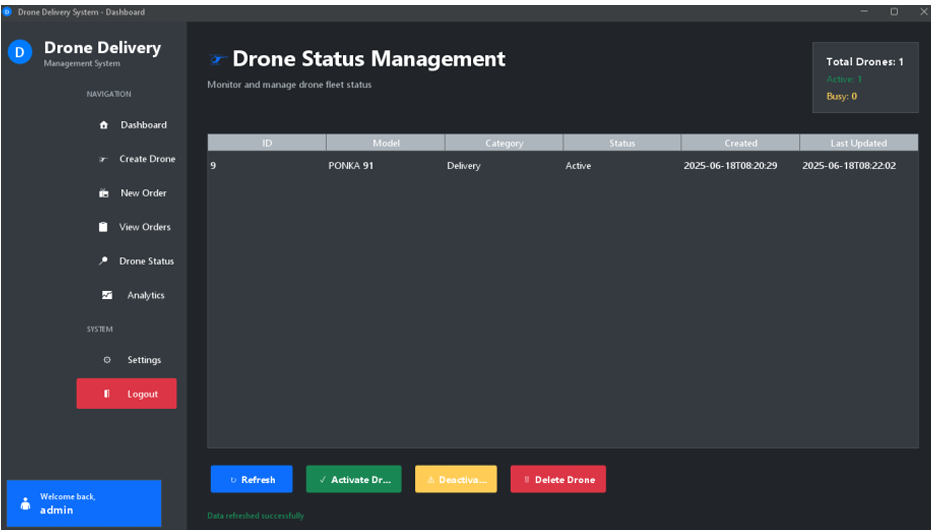 Drone Delivery System - Dashboard
D
Drone Delivery
Management System
NAVIGATION
Dashboard
Create Drone
New Order
View Orders
Drone Status
Analytics
SYSTEM
Settings
Logout
Welcome back,
admin
Drone Status Management
Monitor and manage drone fleet status
Total Drones: 1
Active: 1
Busy: 0
ID Model Category Status Created Last Updated
9 PONKA 91 Delivery Active 2025-06-18T08:20:29 2025-06-18T08:22:02
Refresh ✓ Activate Dr... ⚠ Deactiva... Delete Drone
Data refreshed successfully